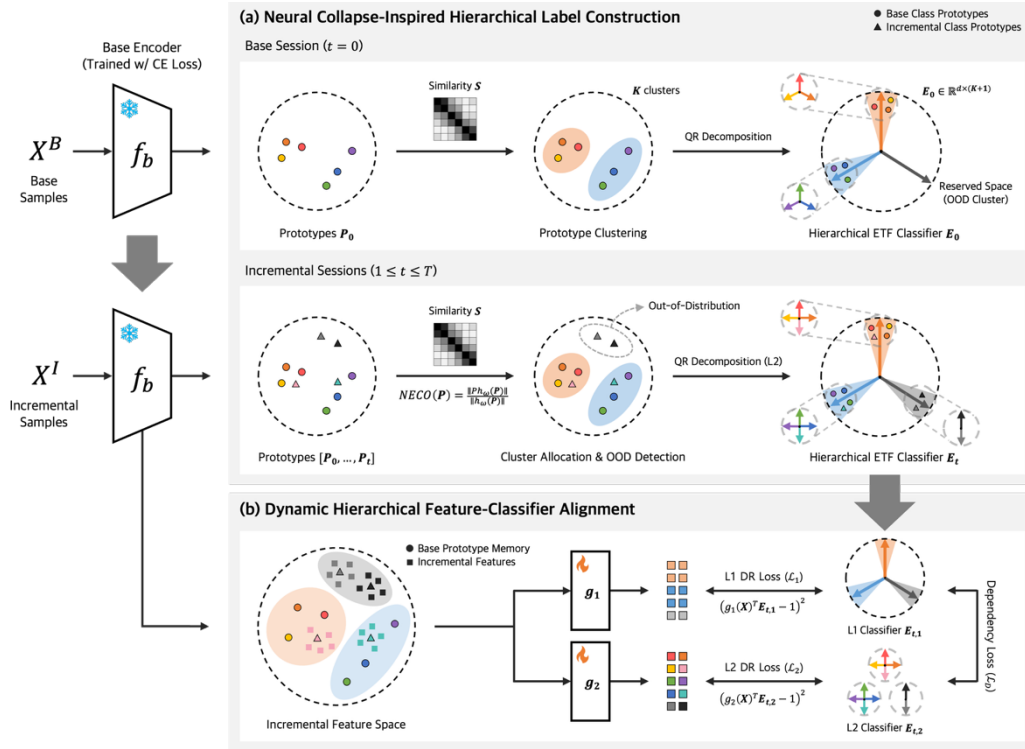 (a) Neural Collapse-Inspired Hierarchical Label Construction
Base Class Prototypes
Incremental Class Prototypes
Base Session (t = 0)
Base Encoder
(Trained w/ CE Loss)
X^B
Base
Samples
f_b
Prototypes P_0
Similarity S
K clusters
Prototype Clustering
QR Decomposition
E_0 ∈ ℝ^{d×(K+1)}
Reserved Space
(OOD Cluster)
Hierarchical ETF Classifier E_0
Incremental Sessions (1 ≤ t ≤ T)
X^I
Incremental
Samples
f_b
Prototypes [P_0, ..., P_t]
Similarity S
NECO(P) = ‖Ph_ω(P)‖ / ‖h_ω(P)‖
Out-of-Distribution
Cluster Allocation & OOD Detection
QR Decomposition (L2)
Hierarchical ETF Classifier E_t
(b) Dynamic Hierarchical Feature-Classifier Alignment
Base Prototype Memory
Incremental Features
Incremental Feature Space
g_1
L1 DR Loss (ℒ_1)
(g_1(X)^T E_{t,1} − 1)^2
L1 Classifier E_{t,1}
g_2
L2 DR Loss (ℒ_2)
(g_2(X)^T E_{t,2} − 1)^2
L2 Classifier E_{t,2}
Dependency Loss (ℒ_D)